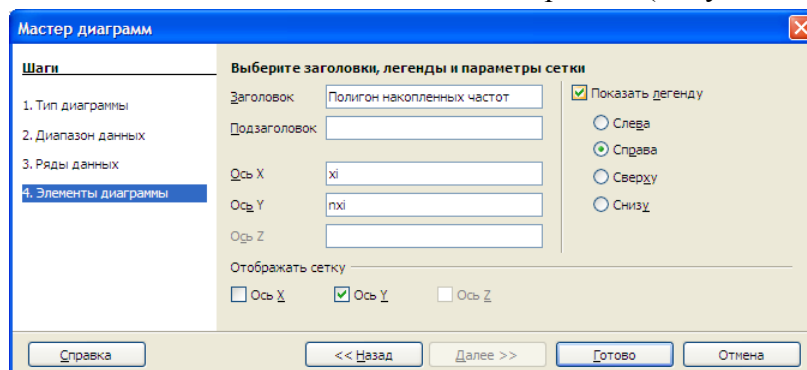 Мастер диаграмм
Шаги
1. Тип диаграммы
2. Диапазон данных
3. Ряды данных
4. Элементы диаграммы
Выберите заголовки, легенды и параметры сетки
Заголовок Полигон накопленных частот
Подзаголовок
Ось X xi
Ось Y nxi
Ось Z
Показать легенду
Слева
Справа
Сверху
Снизу
Отображать сетку
Ось X Ось Y Ось Z
Справка << Назад Далее >> Готово Отмена